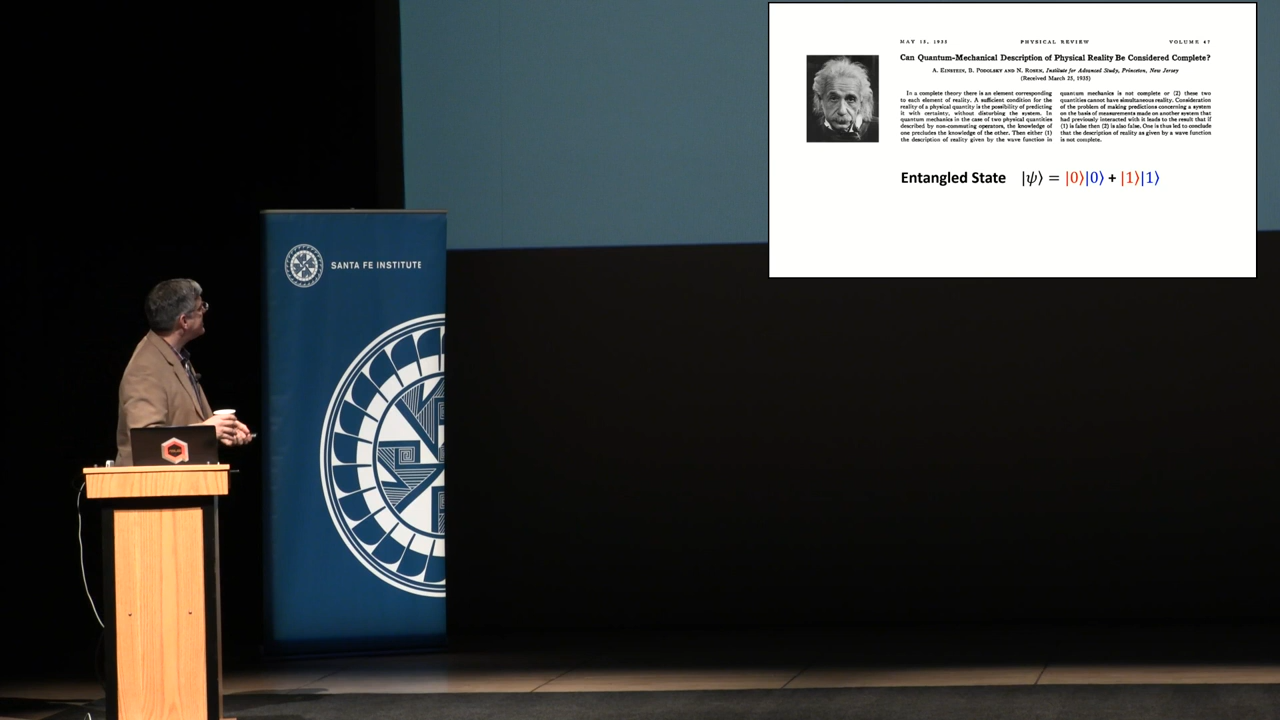 MAY 15, 1935 PHYSICAL REVIEW VOLUME 47
Can Quantum-Mechanical Description of Physical Reality Be Considered Complete?
A. EINSTEIN, B. PODOLSKY AND N. ROSEN, Institute for Advanced Study, Princeton, New Jersey
(Received March 25, 1935)
In a complete theory there is an element corresponding
to each element of reality. A sufficient condition for the
reality of a physical quantity is the possibility of predicting
it with certainty, without disturbing the system. In
quantum mechanics in the case of two physical quantities
described by non-commuting operators, the knowledge of
one precludes the knowledge of the other. Then either (1)
the description of reality given by the wave function in
quantum mechanics is not complete or (2) these two
quantities cannot have simultaneous reality. Consideration
of the problem of making predictions concerning a system
on the basis of measurements made on another system that
had previously interacted with it leads to the result that if
(1) is false then (2) is also false. One is thus led to conclude
that the description of reality as given by a wave function
is not complete.
Entangled State |ψ⟩ = |0⟩|0⟩ + |1⟩|1⟩
SANTA FE INSTITUTE